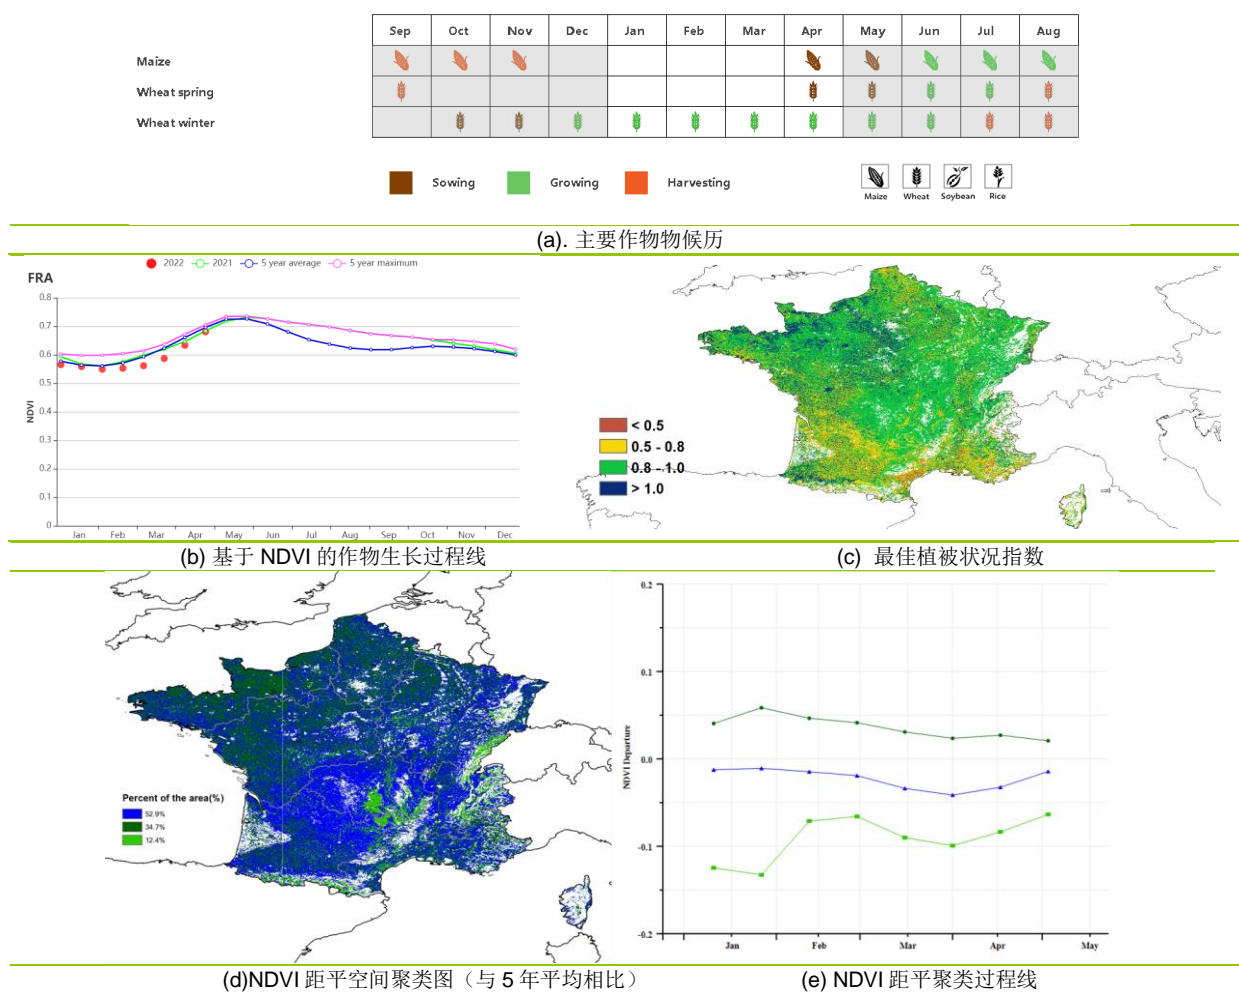 Sep Oct Nov Dec Jan Feb Mar Apr May Jun Jul Aug
Maize
Wheat spring
Wheat winter
Sowing Growing Harvesting
Maize Wheat Soybean Rice
(a). 主要作物物候历
2022 2021 5 year average 5 year maximum
FRA
0.8
0.7
0.6
0.5
0.4
0.3
0.2
0.1
0
NDVI
Jan Feb Mar Apr May Jun Jul Aug Sep Oct Nov Dec
(b) 基于 NDVI 的作物生长过程线
< 0.5
0.5 - 0.8
0.8 - 1.0
> 1.0
(c) 最佳植被状况指数
Percent of the area(%)
52.9%
34.7%
12.4%
(d)NDVI 距平空间聚类图（与 5 年平均相比）
0.2
0.1
0.0
-0.1
-0.2
NDVI Departure
Jan Feb Mar Apr May
(e) NDVI 距平聚类过程线